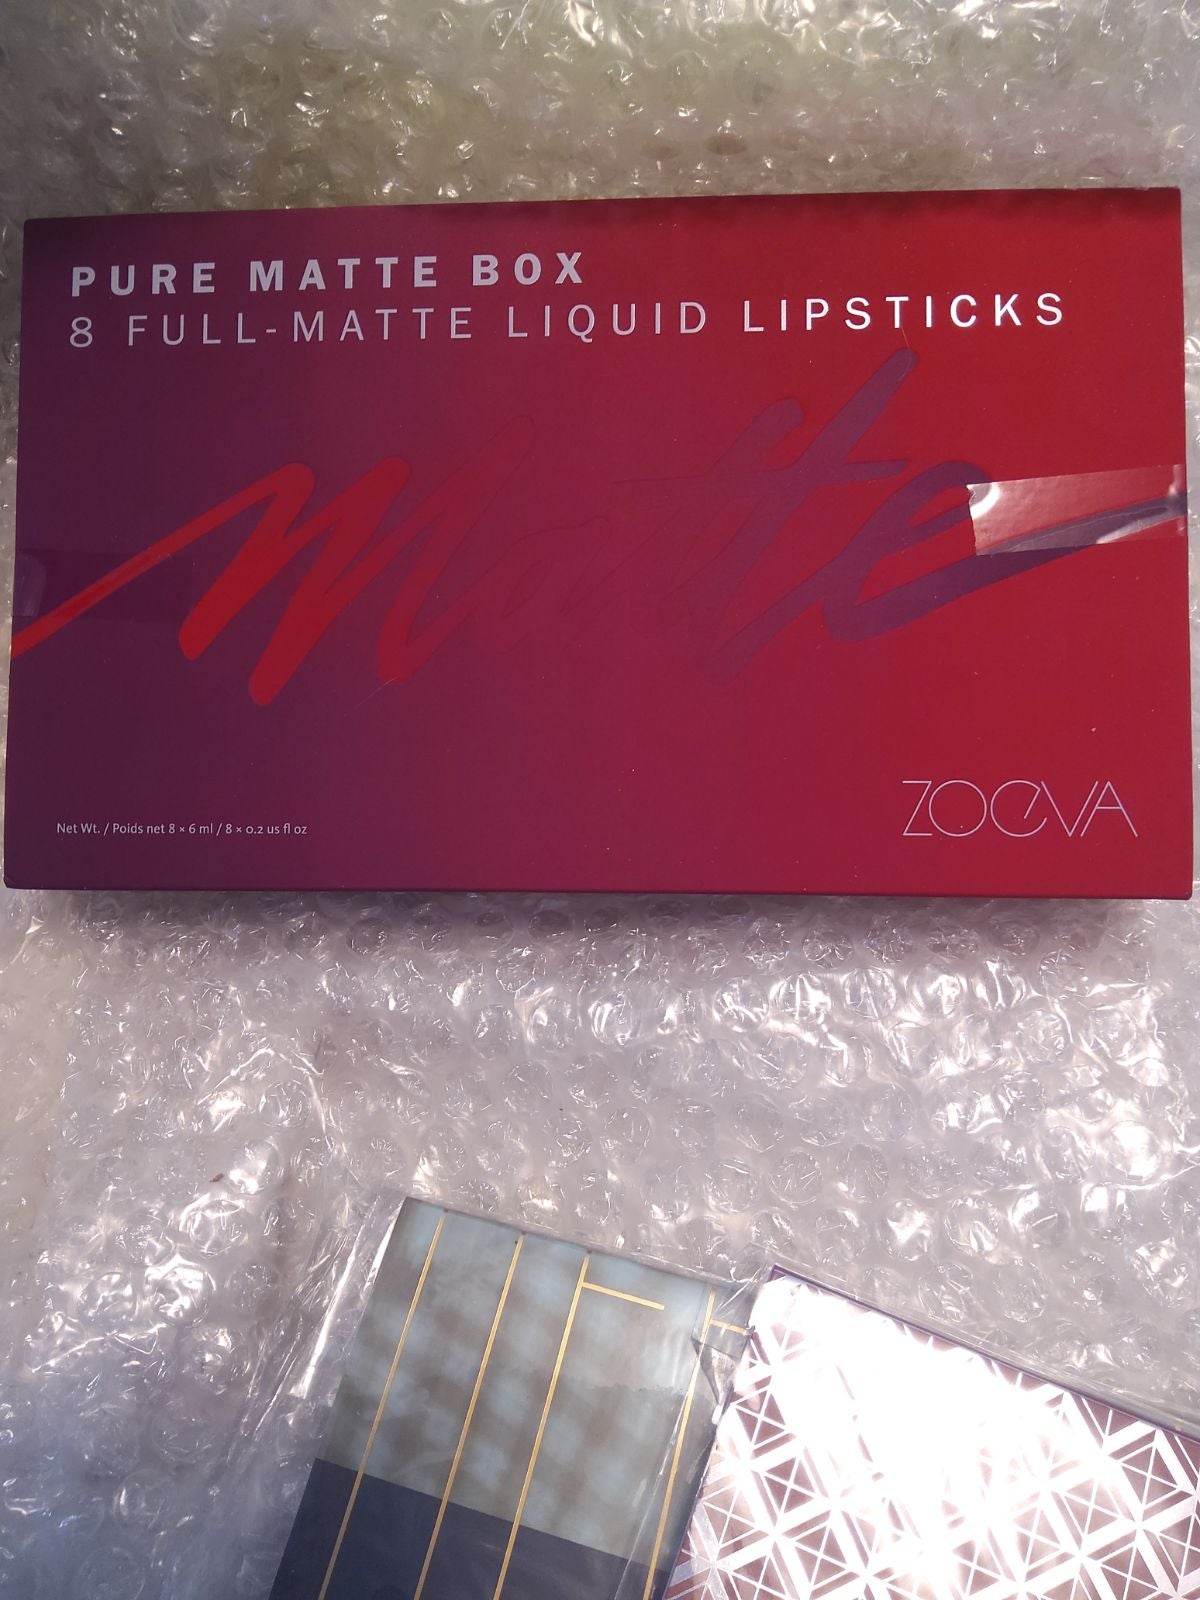 PURE MATTE BOX
8 FULL-MATTE LIQUID LIPSTICKS
Matte
Net Wt. / Poids net 8 × 6 ml / 8 × 0.2 us fl oz
ZOEVA